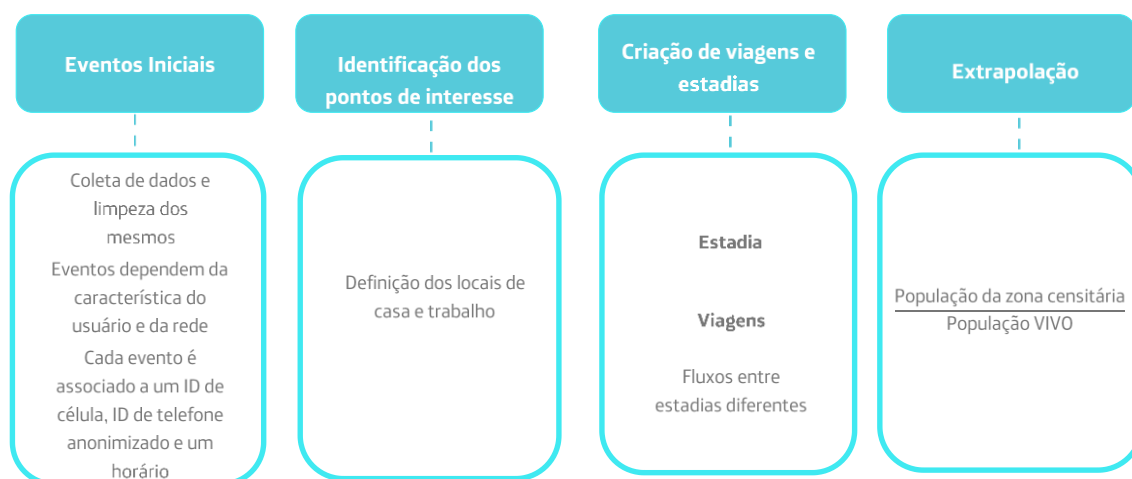 Eventos Iniciais
Coleta de dados e
limpeza dos
mesmos
Eventos dependem da
característica do
usuário e da rede
Cada evento é
associado a um ID de
célula, ID de telefone
anonimizado e um
horário
Identificação dos
pontos de interesse
Definição dos locais de
casa e trabalho
Criação de viagens e
estadias
Estadia
Viagens
Fluxos entre
estadias diferentes
Extrapolação
População da zona censitária
População VIVO